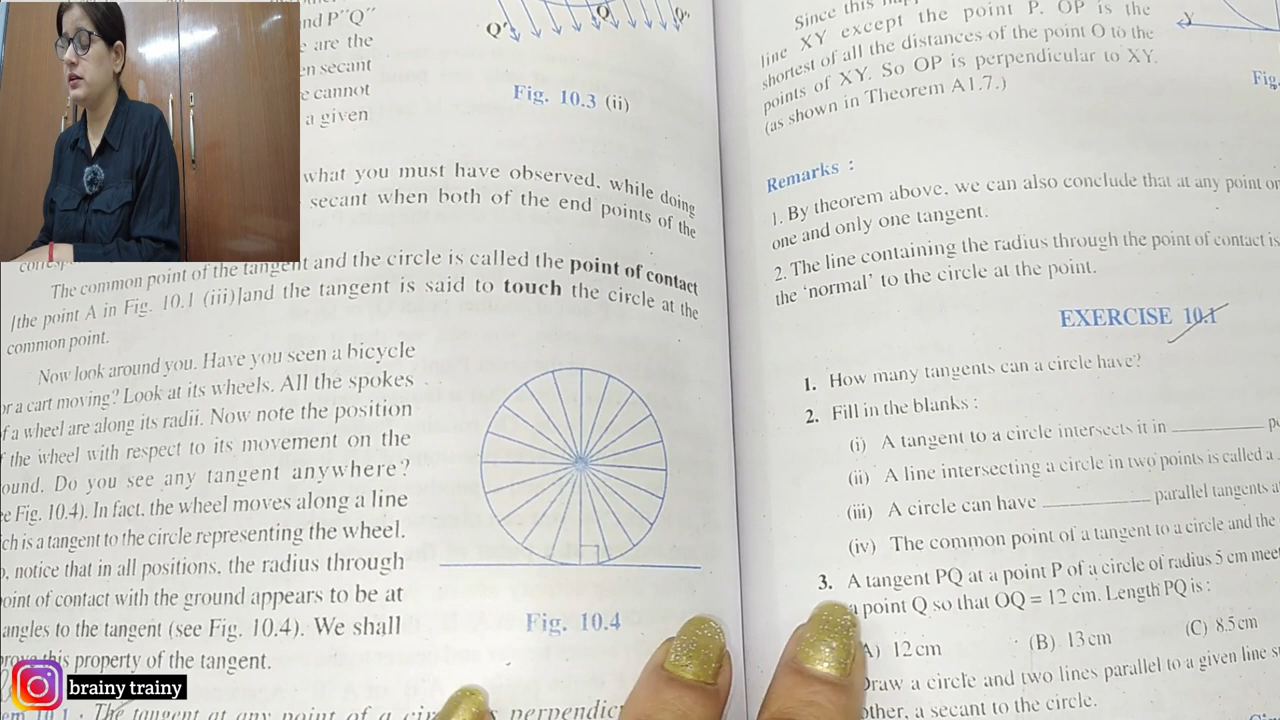 nd P"Q"
e are the
en secant
e cannot
a given
Q'
Q
Q"
Fig. 10.3 (ii)
what you must have observed, while doing
secant when both of the end points of the
The common point of the tangent and the circle is called the point of contact
[the point A in Fig. 10.1 (iii)]and the tangent is said to touch the circle at the
common point.
Now look around you. Have you seen a bicycle
or a cart moving? Look at its wheels. All the spokes
f a wheel are along its radii. Now note the position
the wheel with respect to its movement on the
ound. Do you see any tangent anywhere?
ee Fig. 10.4). In fact, the wheel moves along a line
ch is a tangent to the circle representing the wheel.
o, notice that in all positions, the radius through
point of contact with the ground appears to be at
angles to the tangent (see Fig. 10.4). We shall
prove this property of the tangent.
Fig. 10.4
em 10.1 : The tangent at any point of a cir s perpendic
brainy trainy
Since this
line XY except the point P. OP is the
shortest of all the distances of the point O to the
points of XY. So OP is perpendicular to XY.
(as shown in Theorem A1.7.)
Fig.
Remarks :
1. By theorem above, we can also conclude that at any point on
one and only one tangent.
2. The line containing the radius through the point of contact is
the 'normal' to the circle at the point.
EXERCISE 10.1
1. How many tangents can a circle have?
2. Fill in the blanks :
(i) A tangent to a circle intersects it in ________ p
(ii) A line intersecting a circle in two points is called a
(iii) A circle can have ________ parallel tangents a
(iv) The common point of a tangent to a circle and the
3. A tangent PQ at a point P of a circle of radius 5 cm meet
a point Q so that OQ = 12 cm. Length PQ is :
A) 12 cm (B) 13 cm (C) 8.5 cm
Draw a circle and two lines parallel to a given line s
other, a secant to the circle.